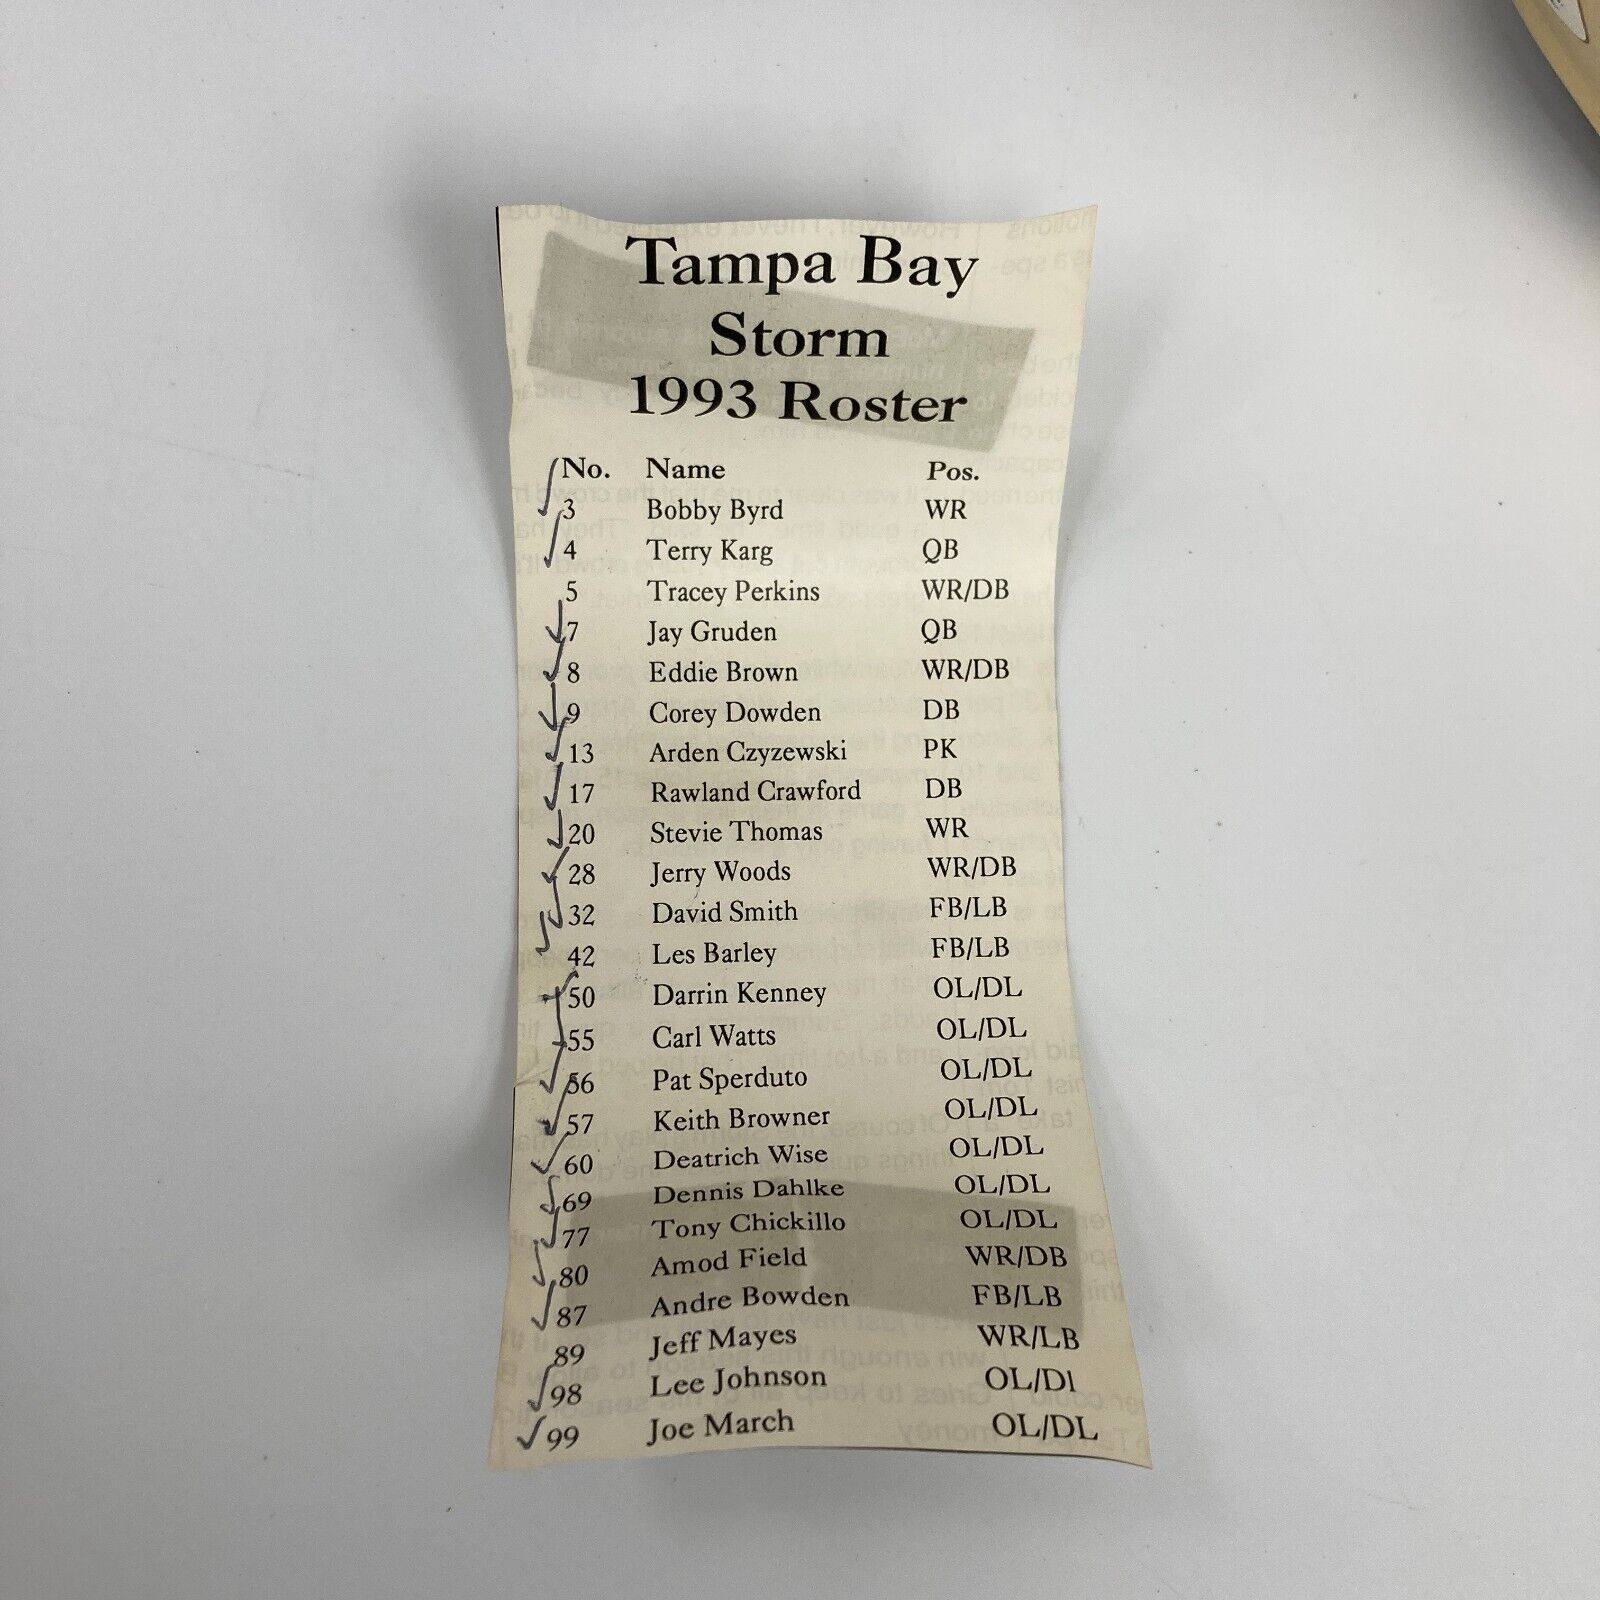 Tampa Bay
Storm
1993 Roster
No. Name Pos.
3 Bobby Byrd WR
4 Terry Karg QB
5 Tracey Perkins WR/DB
7 Jay Gruden QB
8 Eddie Brown WR/DB
9 Corey Dowden DB
13 Arden Czyzewski PK
17 Rawland Crawford DB
20 Stevie Thomas WR
28 Jerry Woods WR/DB
32 David Smith FB/LB
42 Les Barley FB/LB
50 Darrin Kenney OL/DL
55 Carl Watts OL/DL
56 Pat Sperduto OL/DL
57 Keith Browner OL/DL
60 Deatrich Wise OL/DL
69 Dennis Dahlke OL/DL
77 Tony Chickillo OL/DL
80 Amod Field WR/DB
87 Andre Bowden FB/LB
89 Jeff Mayes WR/LB
98 Lee Johnson OL/Dl
99 Joe March OL/DL